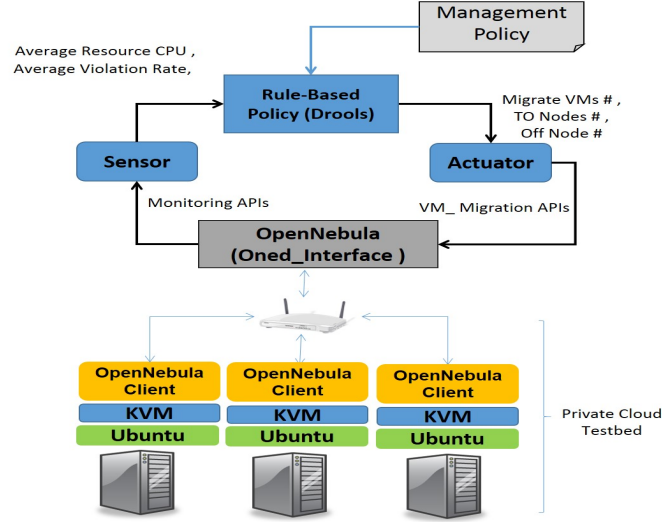 Management
Policy
Average Resource CPU ,
Average Violation Rate,
Rule-Based
Policy (Drools)
Migrate VMs # ,
TO Nodes # ,
Off Node #
Sensor
Actuator
Monitoring APIs
VM_ Migration APIs
OpenNebula
(Oned_Interface )
OpenNebula
Client
OpenNebula
Client
OpenNebula
Client
KVM
KVM
KVM
Ubuntu
Ubuntu
Ubuntu
Private Cloud
Testbed